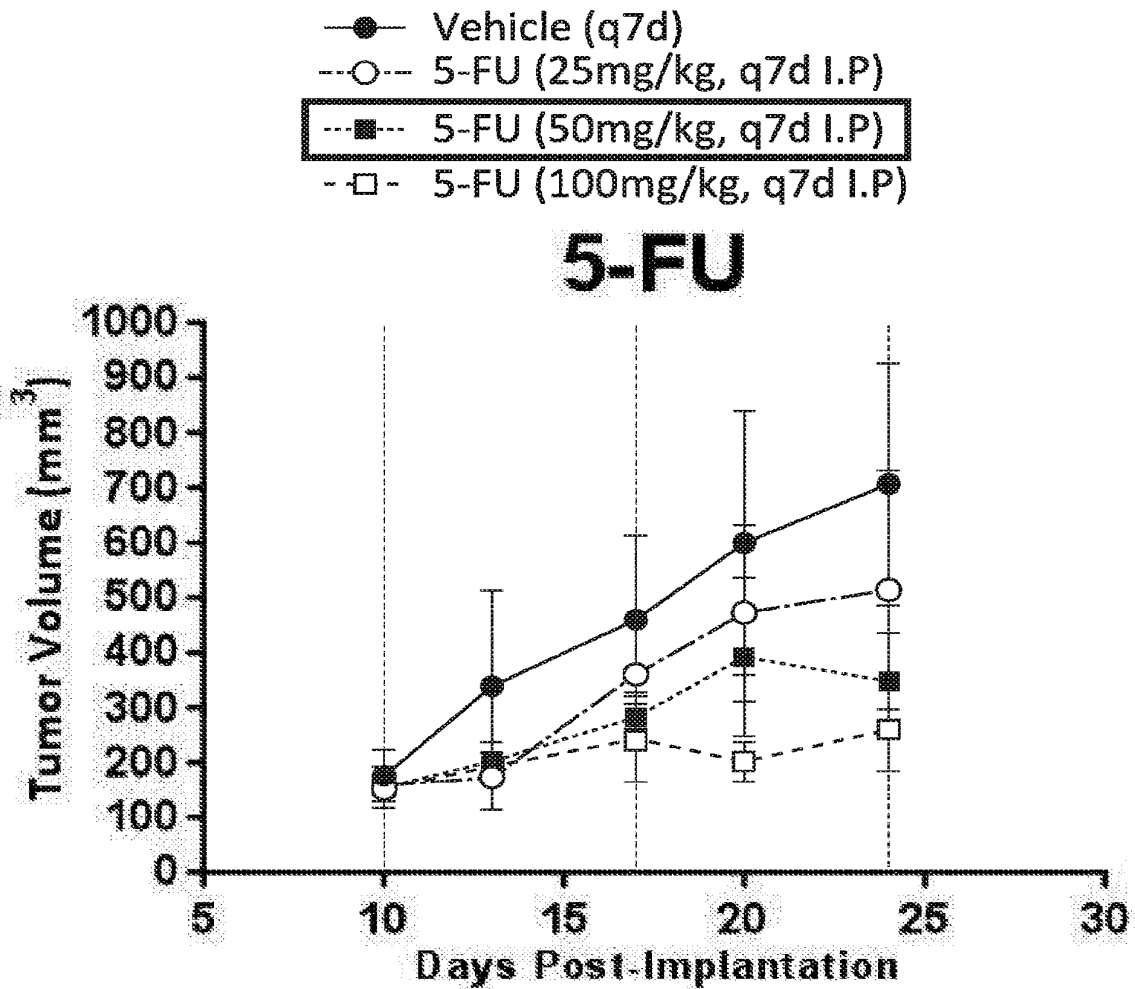 Vehicle (q7d)
5-FU (25mg/kg, q7d I.P)
5-FU (50mg/kg, q7d I.P)
5-FU (100mg/kg, q7d I.P)
5-FU
1000
900
800
700
600
500
400
300
200
100
0
Tumor Volume (mm³)
5 10 15 20 25 30
Days Post-Implantation